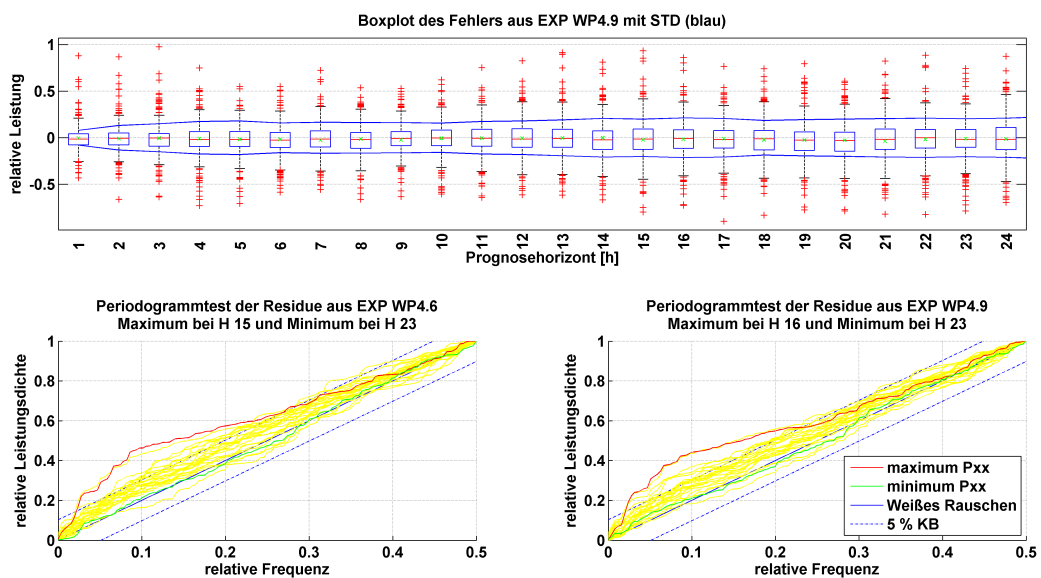 Boxplot des Fehlers aus EXP WP4.9 mit STD (blau)
relative Leistung
1
0.5
0
-0.5
1 2 3 4 5 6 7 8 9 10 11 12 13 14 15 16 17 18 19 20 21 22 23 24
Prognosehorizont [h]
Periodogrammtest der Residue aus EXP WP4.6
Maximum bei H 15 und Minimum bei H 23
relative Leistungsdichte
1
0.8
0.6
0.4
0.2
0
0 0.1 0.2 0.3 0.4 0.5
relative Frequenz
Periodogrammtest der Residue aus EXP WP4.9
Maximum bei H 16 und Minimum bei H 23
relative Leistungsdichte
1
0.8
0.6
0.4
0.2
0
maximum Pxx
minimum Pxx
Weißes Rauschen
5 % KB
0 0.1 0.2 0.3 0.4 0.5
relative Frequenz